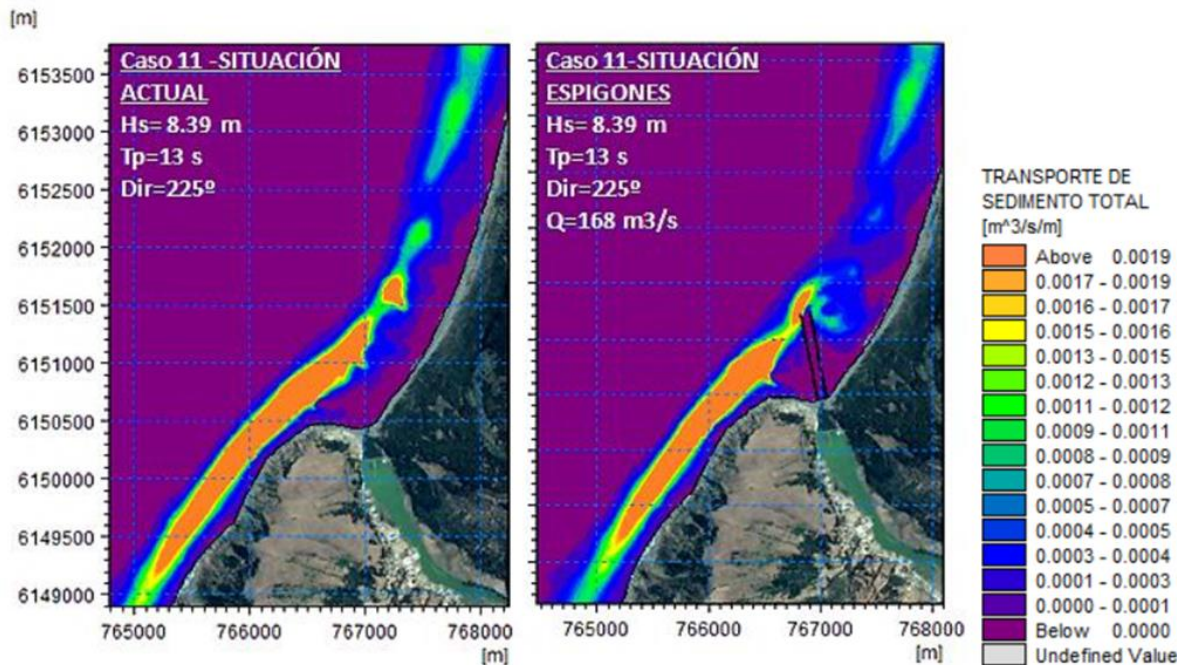 [m]
Caso 11 -SITUACIÓN
ACTUAL
Hs= 8.39 m
Tp=13 s
Dir=225º
Caso 11-SITUACIÓN
ESPIGONES
Hs= 8.39 m
Tp=13 s
Dir=225º
Q=168 m3/s
6153500
6153000
6152500
6152000
6151500
6151000
6150500
6150000
6149500
6149000
765000 766000 767000 768000
[m]
765000 766000 767000 768000
[m]
TRANSPORTE DE
SEDIMENTO TOTAL
[m^3/s/m]
Above 0.0019
0.0017 - 0.0019
0.0016 - 0.0017
0.0015 - 0.0016
0.0013 - 0.0015
0.0012 - 0.0013
0.0011 - 0.0012
0.0009 - 0.0011
0.0008 - 0.0009
0.0007 - 0.0008
0.0005 - 0.0007
0.0004 - 0.0005
0.0003 - 0.0004
0.0001 - 0.0003
0.0000 - 0.0001
Below 0.0000
Undefined Value